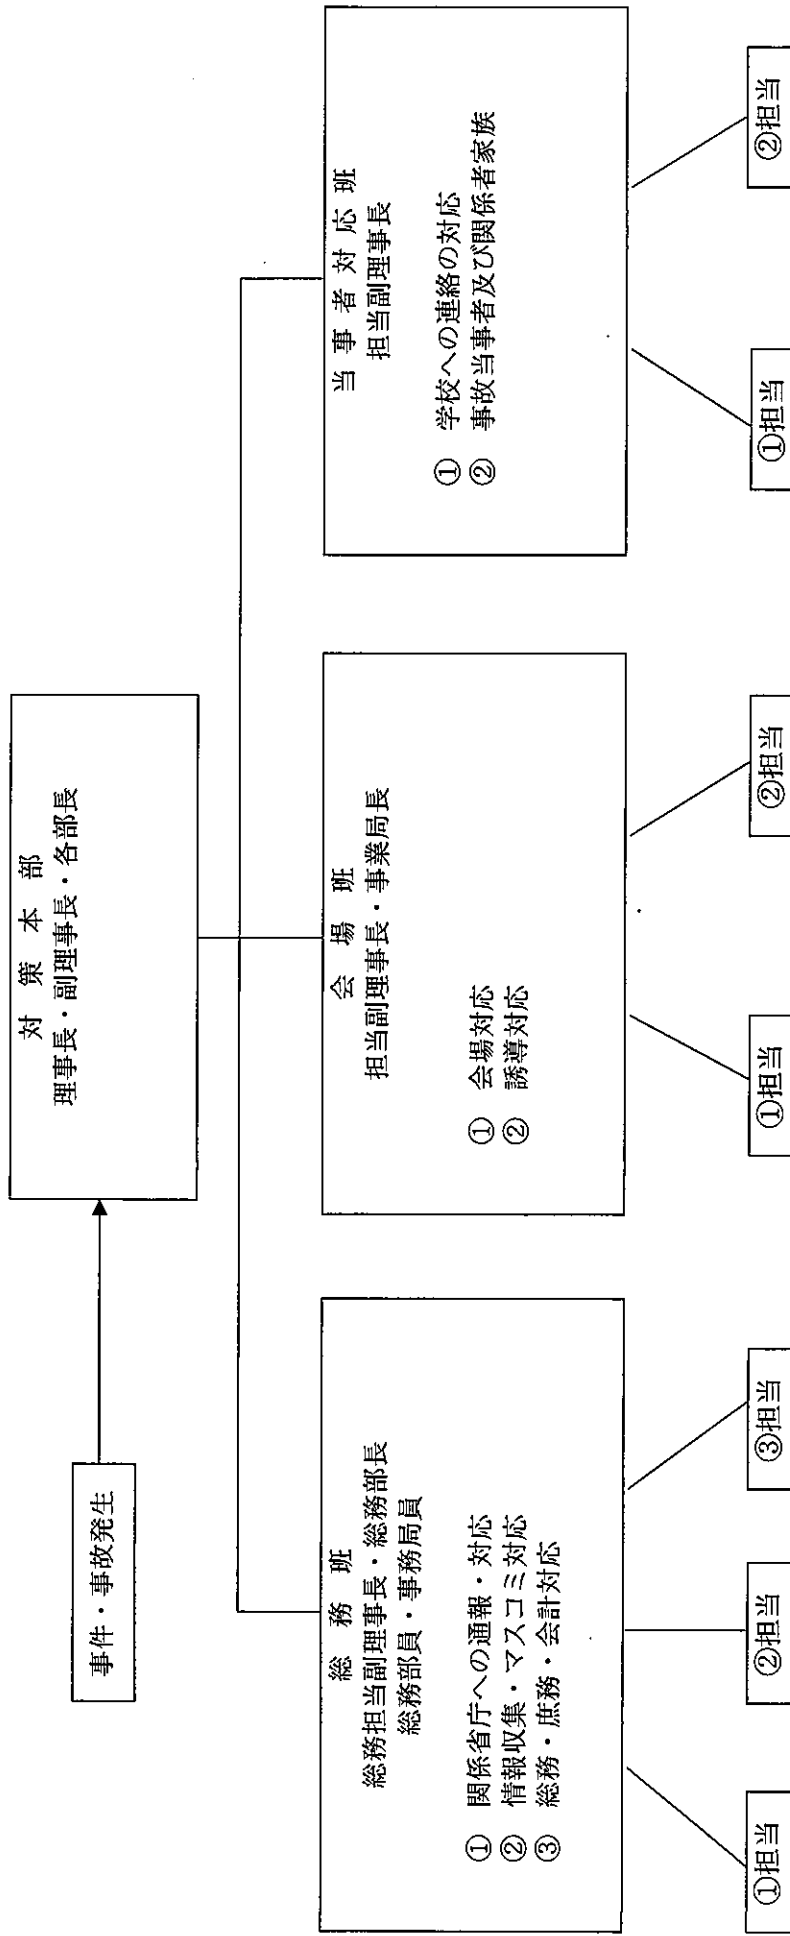 事件・事故発生
対 策 本 部
理事長・副理事長・各部長
総 務 班
総務担当副理事長・総務部長
総務部員・事務局員
① 関係省庁への通報・対応
② 情報収集・マスコミ対応
③ 総務・庶務・会計対応
①担当
②担当
③担当
会 場 班
担当副理事長・事業局長
① 会場対応
② 誘導対応
①担当
②担当
当 事 者 対 応 班
担当副理事長
① 学校への連絡の対応
② 事故当事者及び関係者家族
①担当
②担当